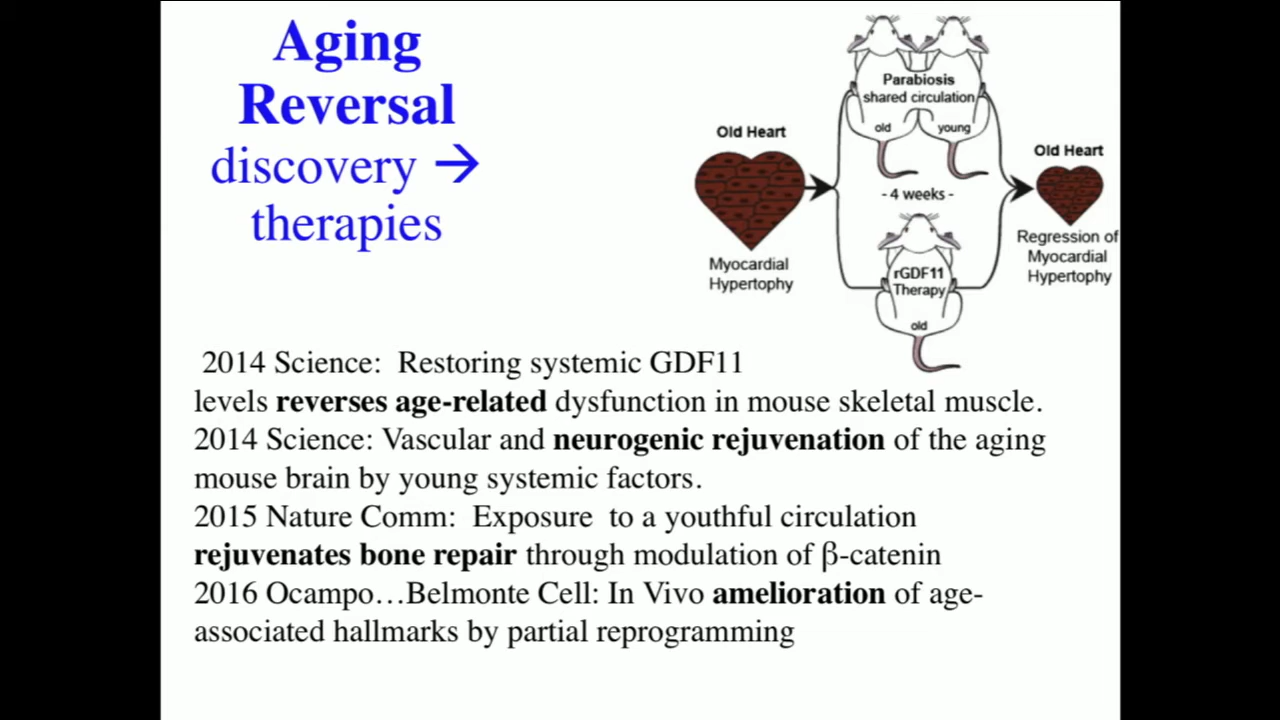 Aging
Reversal
discovery →
therapies
Parabiosis
shared circulation
old
young
Old Heart
Old Heart
- 4 weeks -
Myocardial
Hypertophy
Regression of
Myocardial
Hypertophy
rGDF11
Therapy
old
2014 Science: Restoring systemic GDF11
levels reverses age-related dysfunction in mouse skeletal muscle.
2014 Science: Vascular and neurogenic rejuvenation of the aging
mouse brain by young systemic factors.
2015 Nature Comm: Exposure to a youthful circulation
rejuvenates bone repair through modulation of β-catenin
2016 Ocampo…Belmonte Cell: In Vivo amelioration of age-
associated hallmarks by partial reprogramming